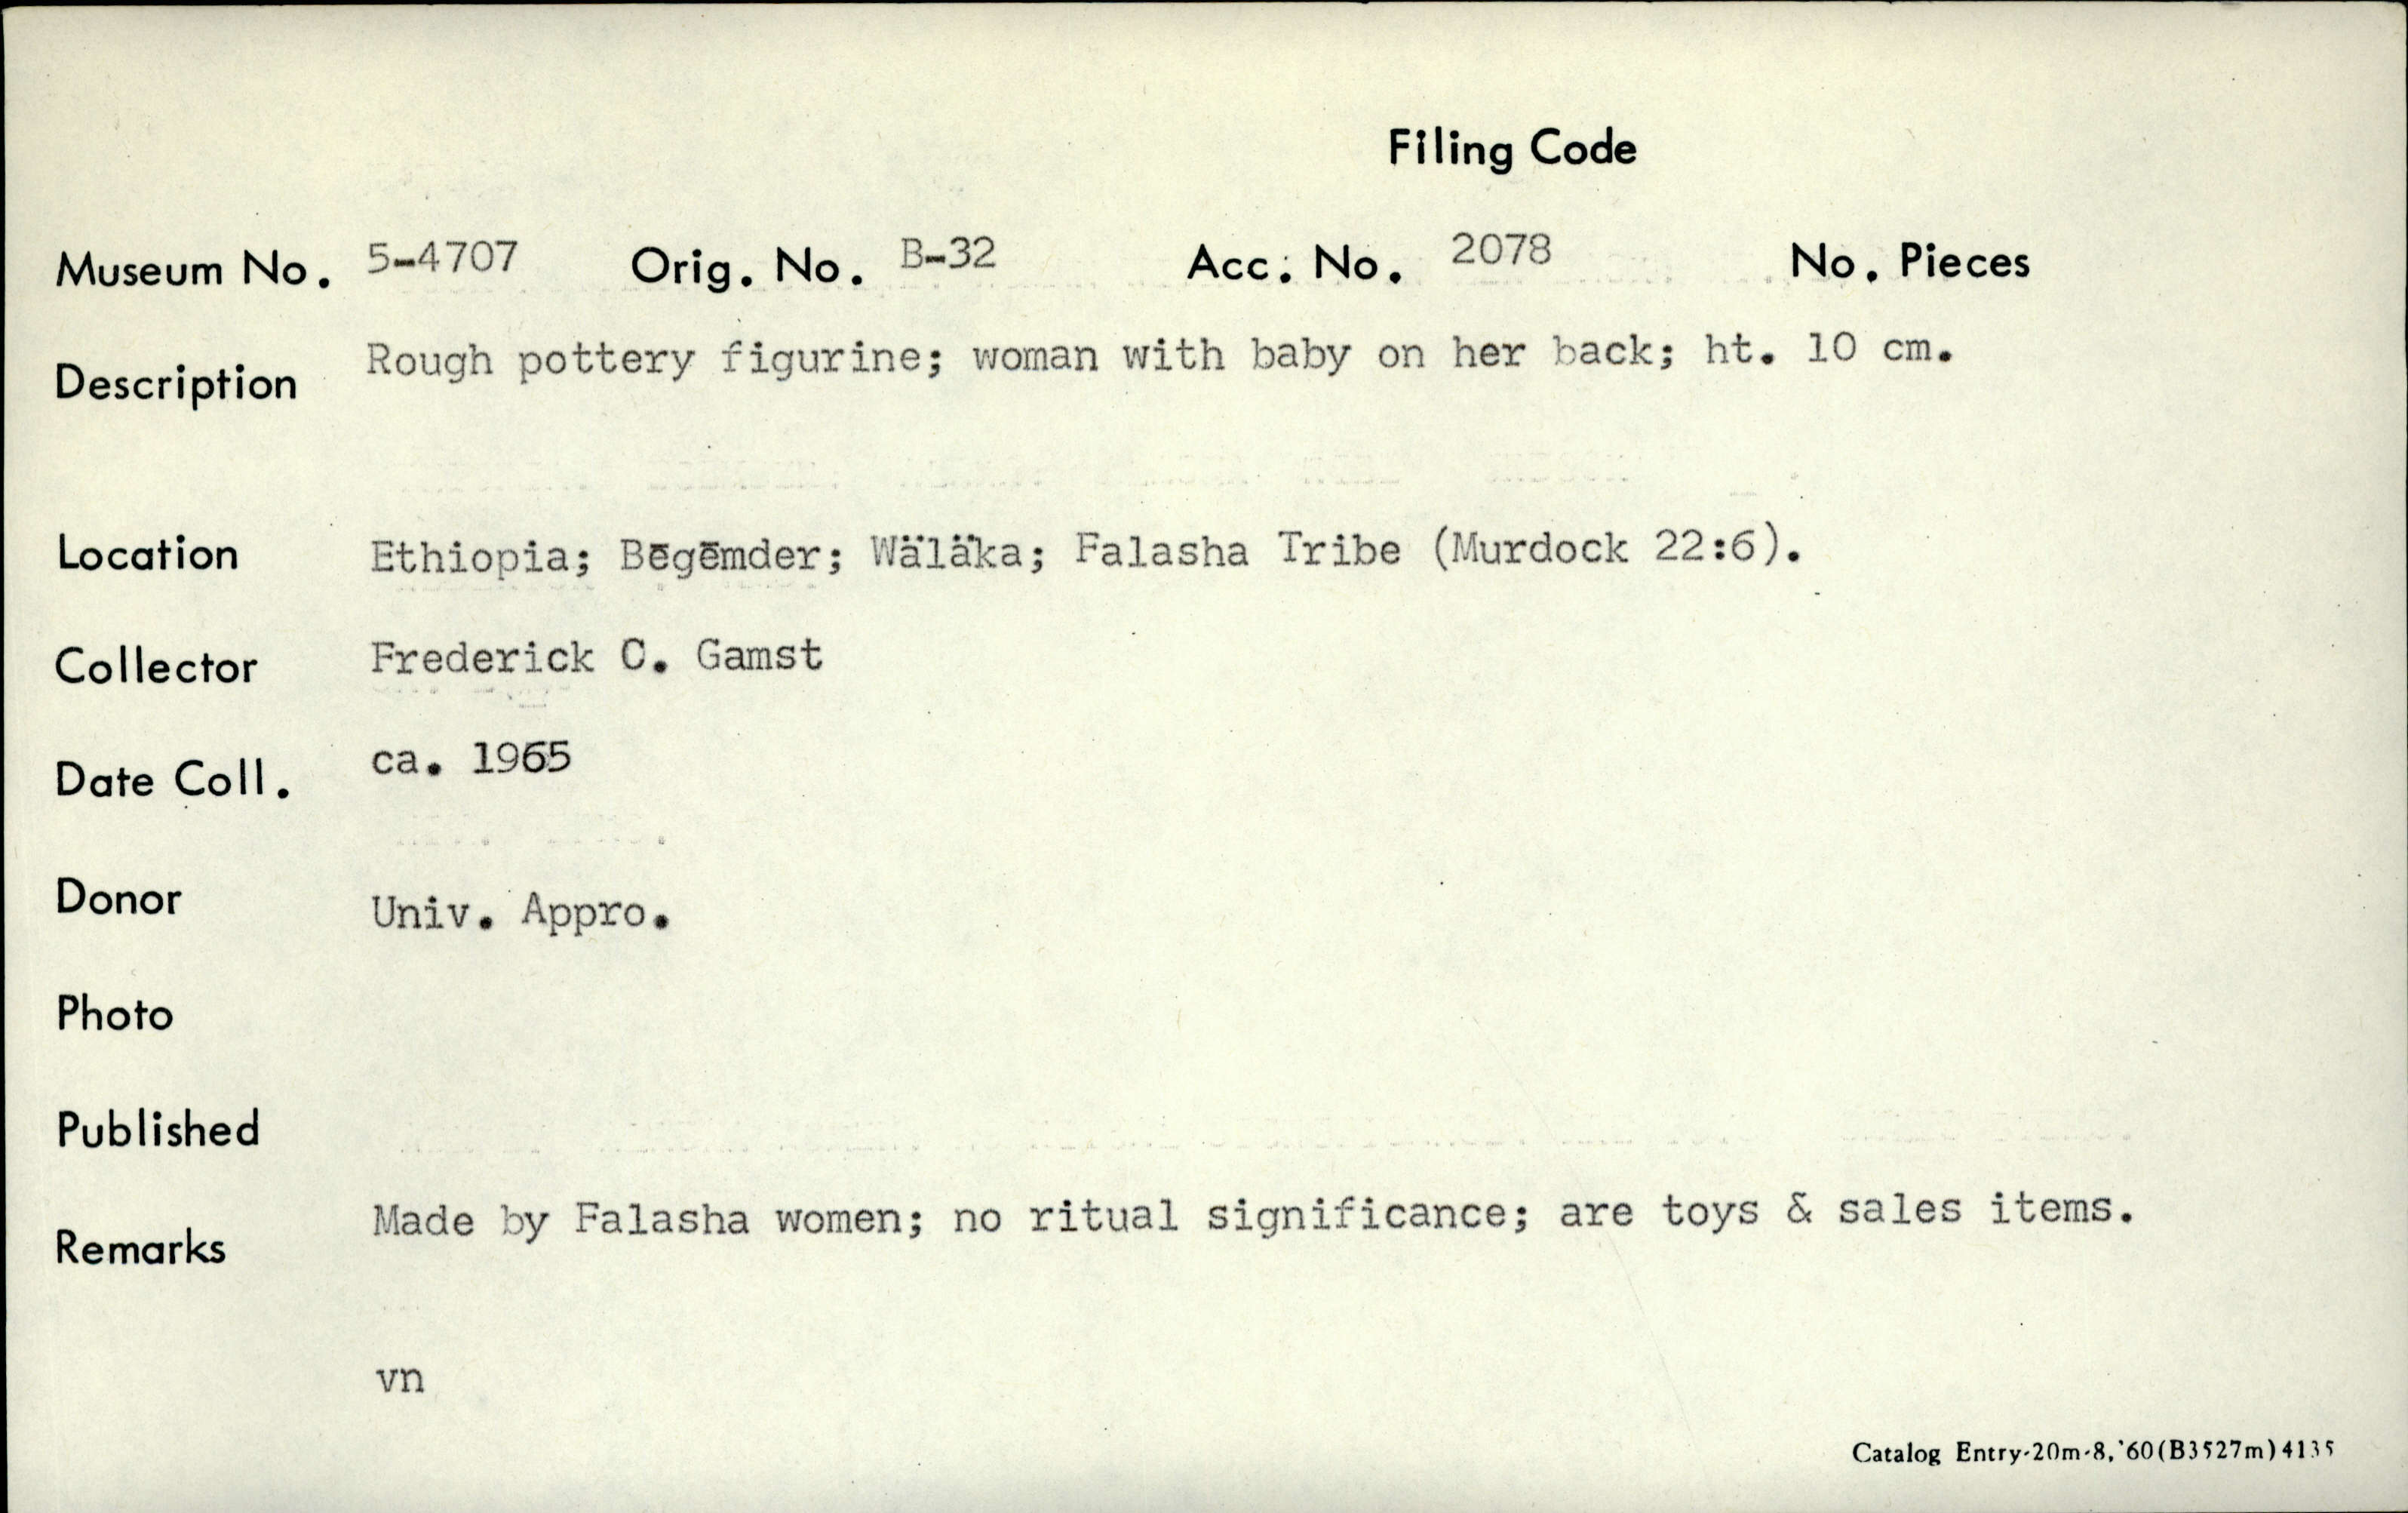 Filing Code
Museum No. 5-4707 Orig. No. B-32 Acc. No. 2078 No. Pieces
Description Rough pottery figurine; woman with baby on her back; ht. 10 cm.
Location Ethiopia; Bēgēmder; Wäläka; Falasha Tribe (Murdock 22:6).
Collector Frederick C. Gamst
Date Coll. ca. 1965
Donor Univ. Appro.
Photo
Published
Remarks Made by Falasha women; no ritual significance; are toys & sales items.
vn
Catalog Entry-20m-8,'60(B3527m)4135